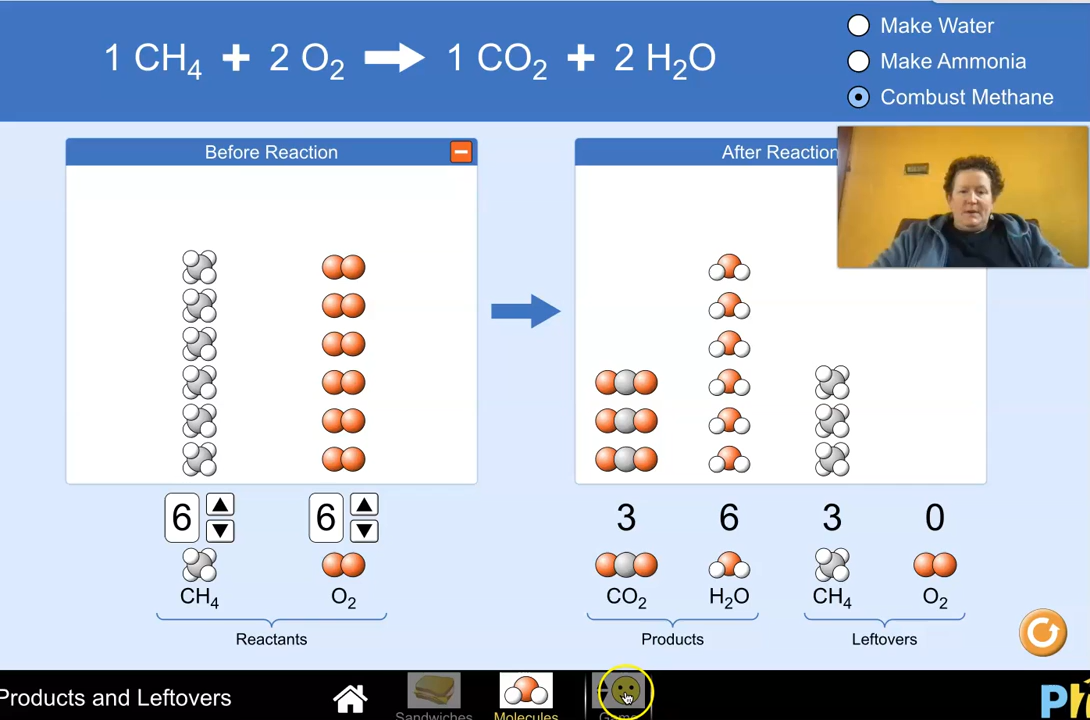 1 CH4 + 2 O2 → 1 CO2 + 2 H2O
Make Water
Make Ammonia
Combust Methane
Before Reaction
After Reaction
6
6
3
6
3
0
CH4
O2
CO2
H2O
CH4
O2
Reactants
Products
Leftovers
Products and Leftovers
Sandwiches
Molecules